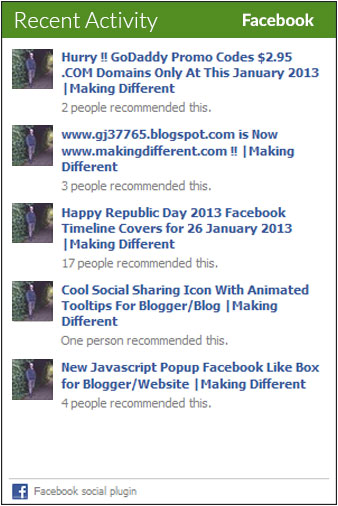 Recent Activity Facebook
Hurry !! GoDaddy Promo Codes $2.95
.COM Domains Only At This January 2013
|Making Different
2 people recommended this.
www.gj37765.blogspot.com is Now
www.makingdifferent.com !! |Making
Different
3 people recommended this.
Happy Republic Day 2013 Facebook
Timeline Covers for 26 January 2013
|Making Different
17 people recommended this.
Cool Social Sharing Icon With Animated
Tooltips For Blogger/Blog |Making
Different
One person recommended this.
New Javascript Popup Facebook Like Box
for Blogger/Website |Making Different
4 people recommended this.
Facebook social plugin